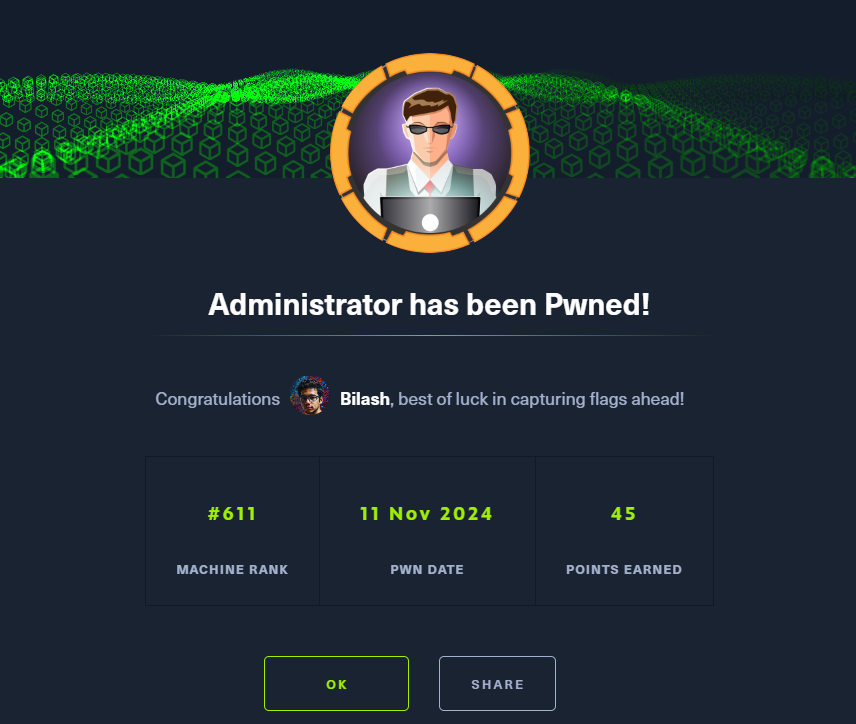 Administrator has been Pwned!
Congratulations Bilash, best of luck in capturing flags ahead!
#611 11 Nov 2024 45
MACHINE RANK PWN DATE POINTS EARNED
OK SHARE